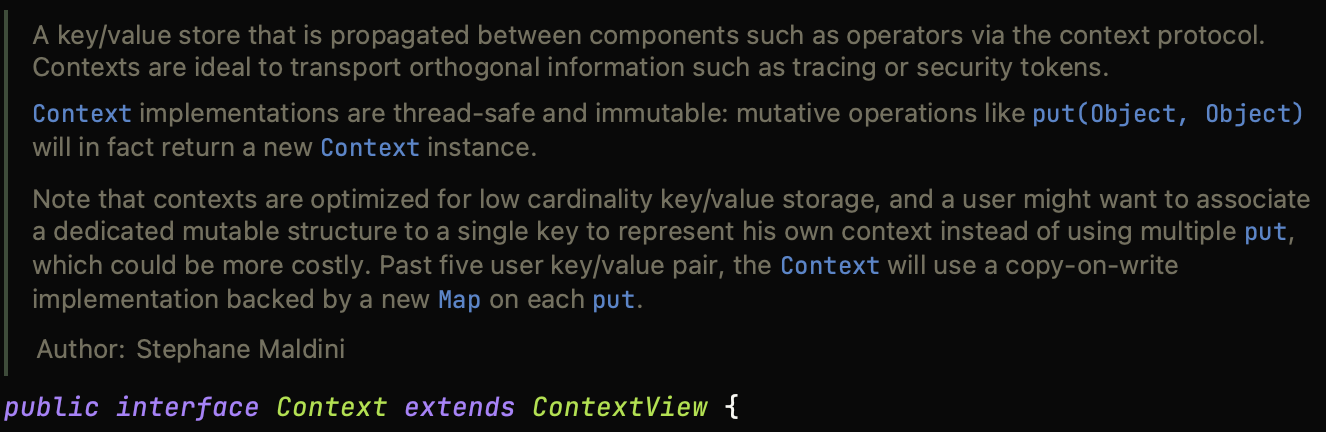 A key/value store that is propagated between components such as operators via the context protocol.
Contexts are ideal to transport orthogonal information such as tracing or security tokens.
Context implementations are thread-safe and immutable: mutative operations like put(Object, Object)
will in fact return a new Context instance.
Note that contexts are optimized for low cardinality key/value storage, and a user might want to associate
a dedicated mutable structure to a single key to represent his own context instead of using multiple put,
which could be more costly. Past five user key/value pair, the Context will use a copy-on-write
implementation backed by a new Map on each put.
Author: Stephane Maldini
public interface Context extends ContextView {